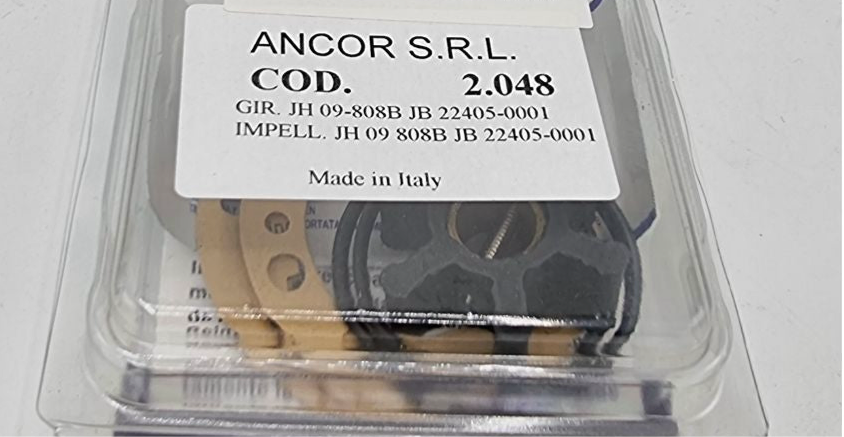 ANCOR S.R.L.
COD. 2.048
GIR. JH 09-808B JB 22405-0001
IMPELL. JH 09 808B JB 22405-0001
Made in Italy